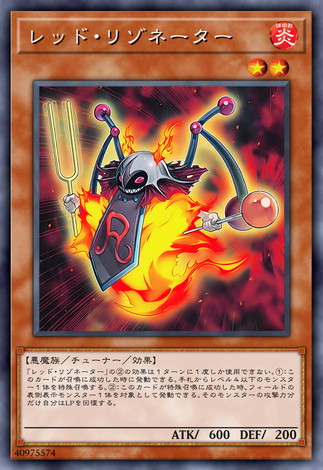 レッド・リゾネーター
炎
ほのお
【悪魔族／チューナー／効果】
「レッド・リゾネーター」の②の効果は１ターンに１度しか使用できない。①：
このカードが召喚に成功した時に発動できる。手札からレベル４以下のモンスタ
ー１体を特殊召喚する。②：このカードが特殊召喚に成功した時、フィールドの
表側表示モンスター１体を対象として発動できる。そのモンスターの攻撃力分
だけ自分はLPを回復する。
ATK/ 600 DEF/ 200
40975574